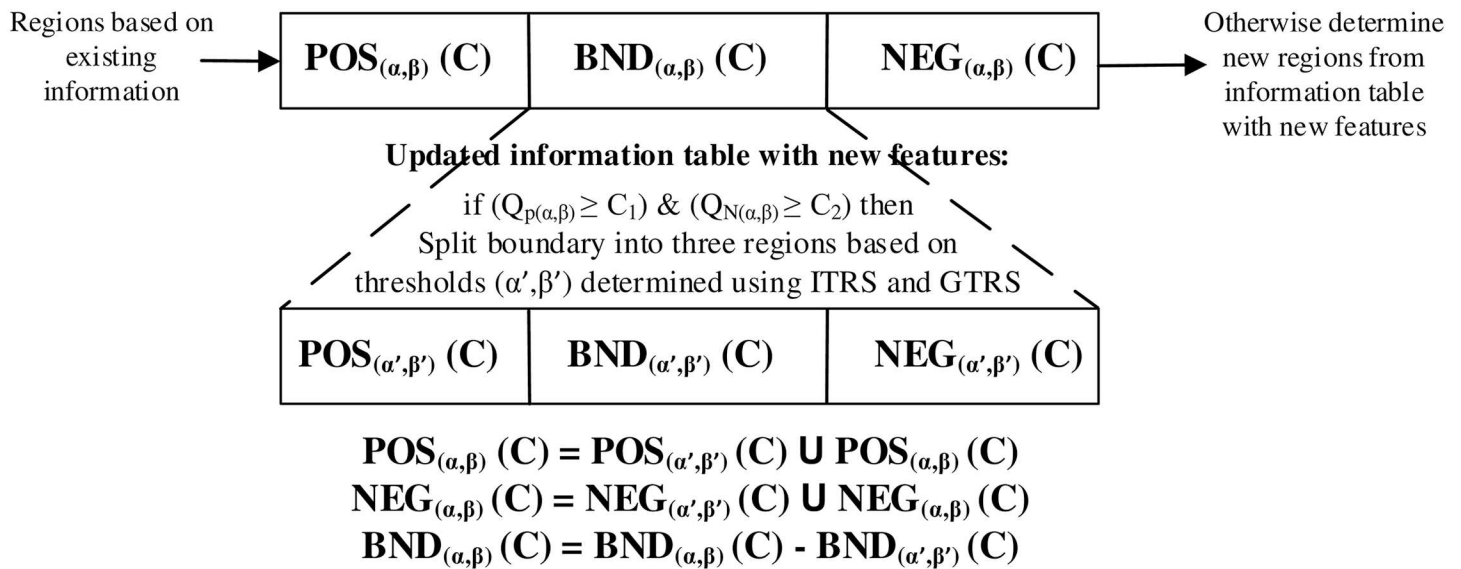 Regions based on
existing
information
POS(α,β) (C)
BND(α,β) (C)
NEG(α,β) (C)
Otherwise determine
new regions from
information table
with new features
Updated information table with new features:
if (Qp(α,β) ≥ C1) & (QN(α,β) ≥ C2) then
Split boundary into three regions based on
thresholds (α′,β′) determined using ITRS and GTRS
POS(α′,β′) (C)
BND(α′,β′) (C)
NEG(α′,β′) (C)
POS(α,β) (C) = POS(α′,β′) (C) U POS(α,β) (C)
NEG(α,β) (C) = NEG(α′,β′) (C) U NEG(α,β) (C)
BND(α,β) (C) = BND(α,β) (C) - BND(α′,β′) (C)